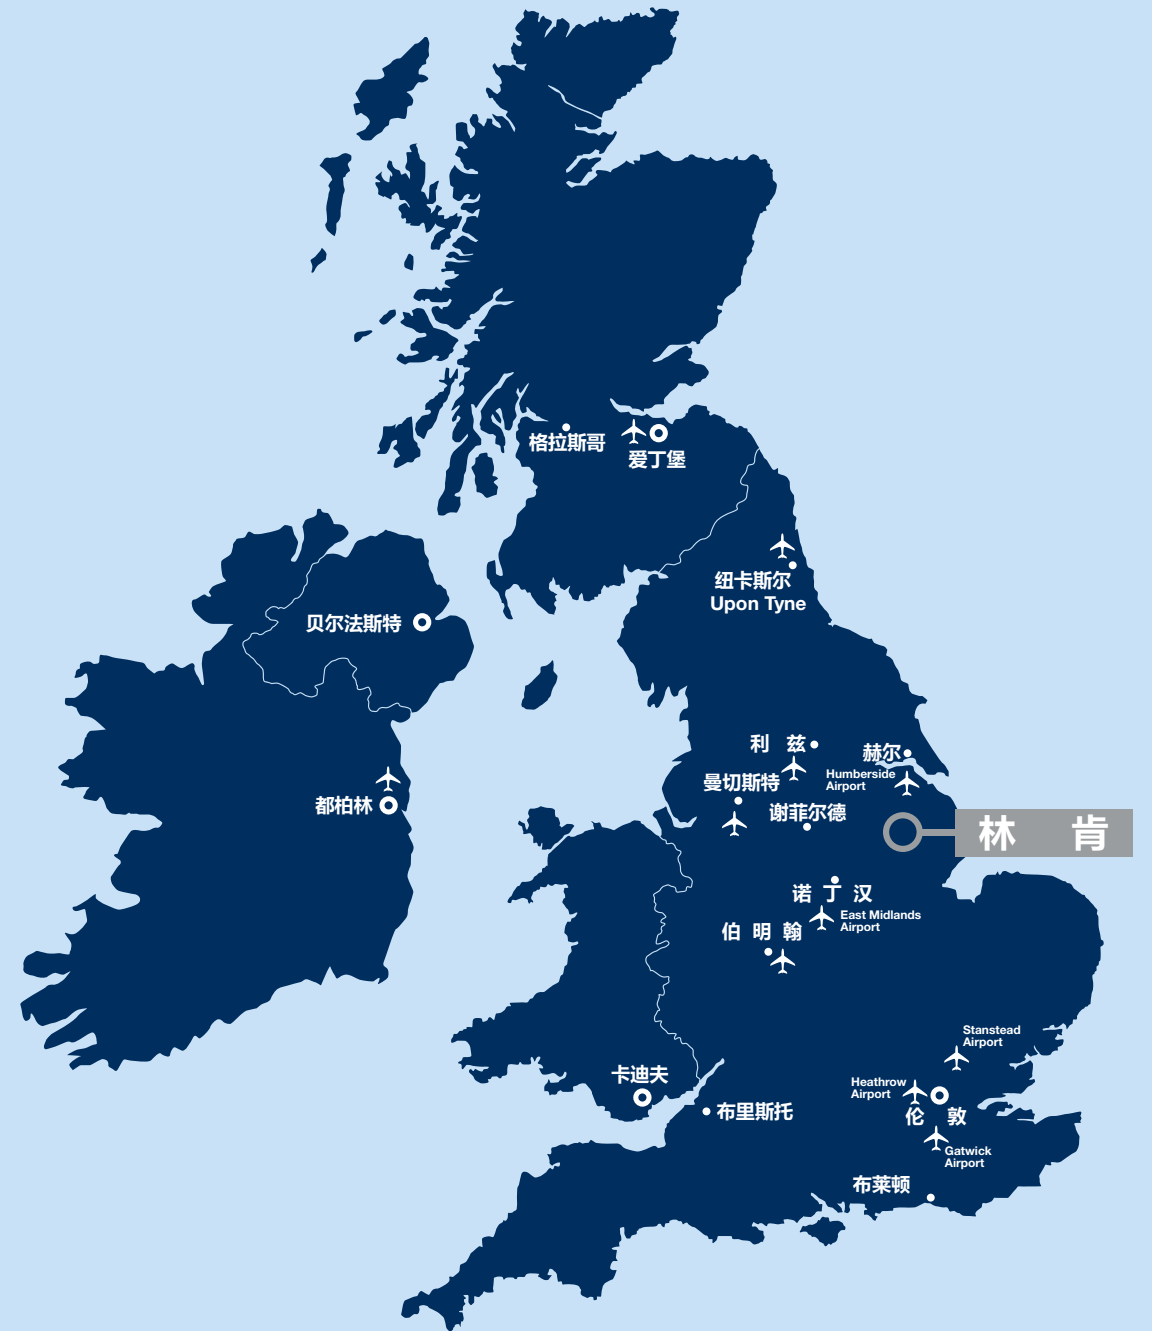 格拉斯哥
爱丁堡
纽卡斯尔
Upon Tyne
贝尔法斯特
利 兹
赫尔
Humberside
Airport
曼切斯特
都柏林
谢菲尔德
林 肯
诺 丁 汉
East Midlands
Airport
伯 明 翰
Stanstead
Airport
卡迪夫
Heathrow
Airport
伦 敦
布里斯托
Gatwick
Airport
布莱顿